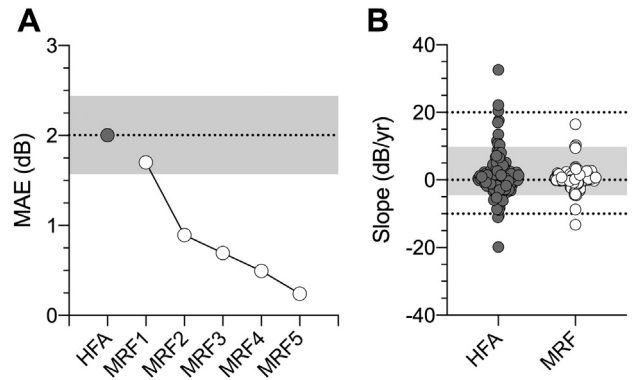 A
MAE (dB)
3
2
1
0
HFA
MRF1
MRF2
MRF3
MRF4
MRF5
B
Slope (dB/yr)
40
20
0
-20
-40
HFA
MRF